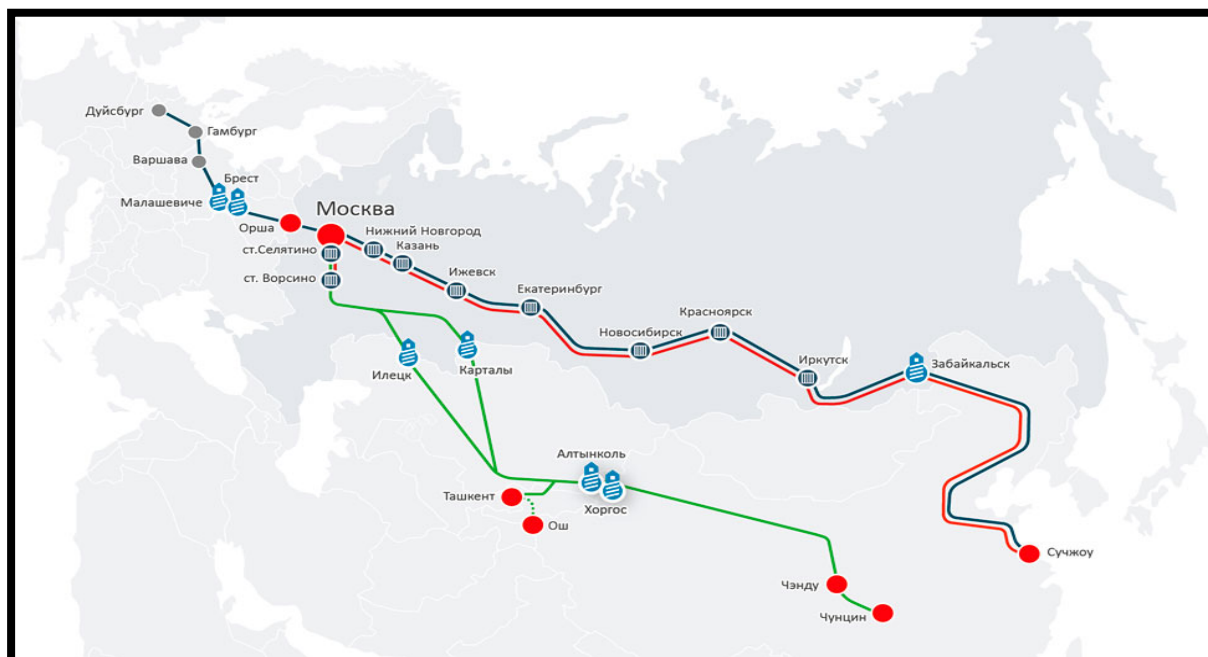 Дуйсбург
Гамбург
Варшава
Брест
Малашевиче
Орша
Москва
ст.Селятино
ст. Ворсино
Нижний Новгород
Казань
Ижевск
Екатеринбург
Новосибирск
Красноярск
Иркутск
Забайкальск
Илецк
Карталы
Алтынколь
Хоргос
Ташкент
Ош
Сучжоу
Чэнду
Чунцин